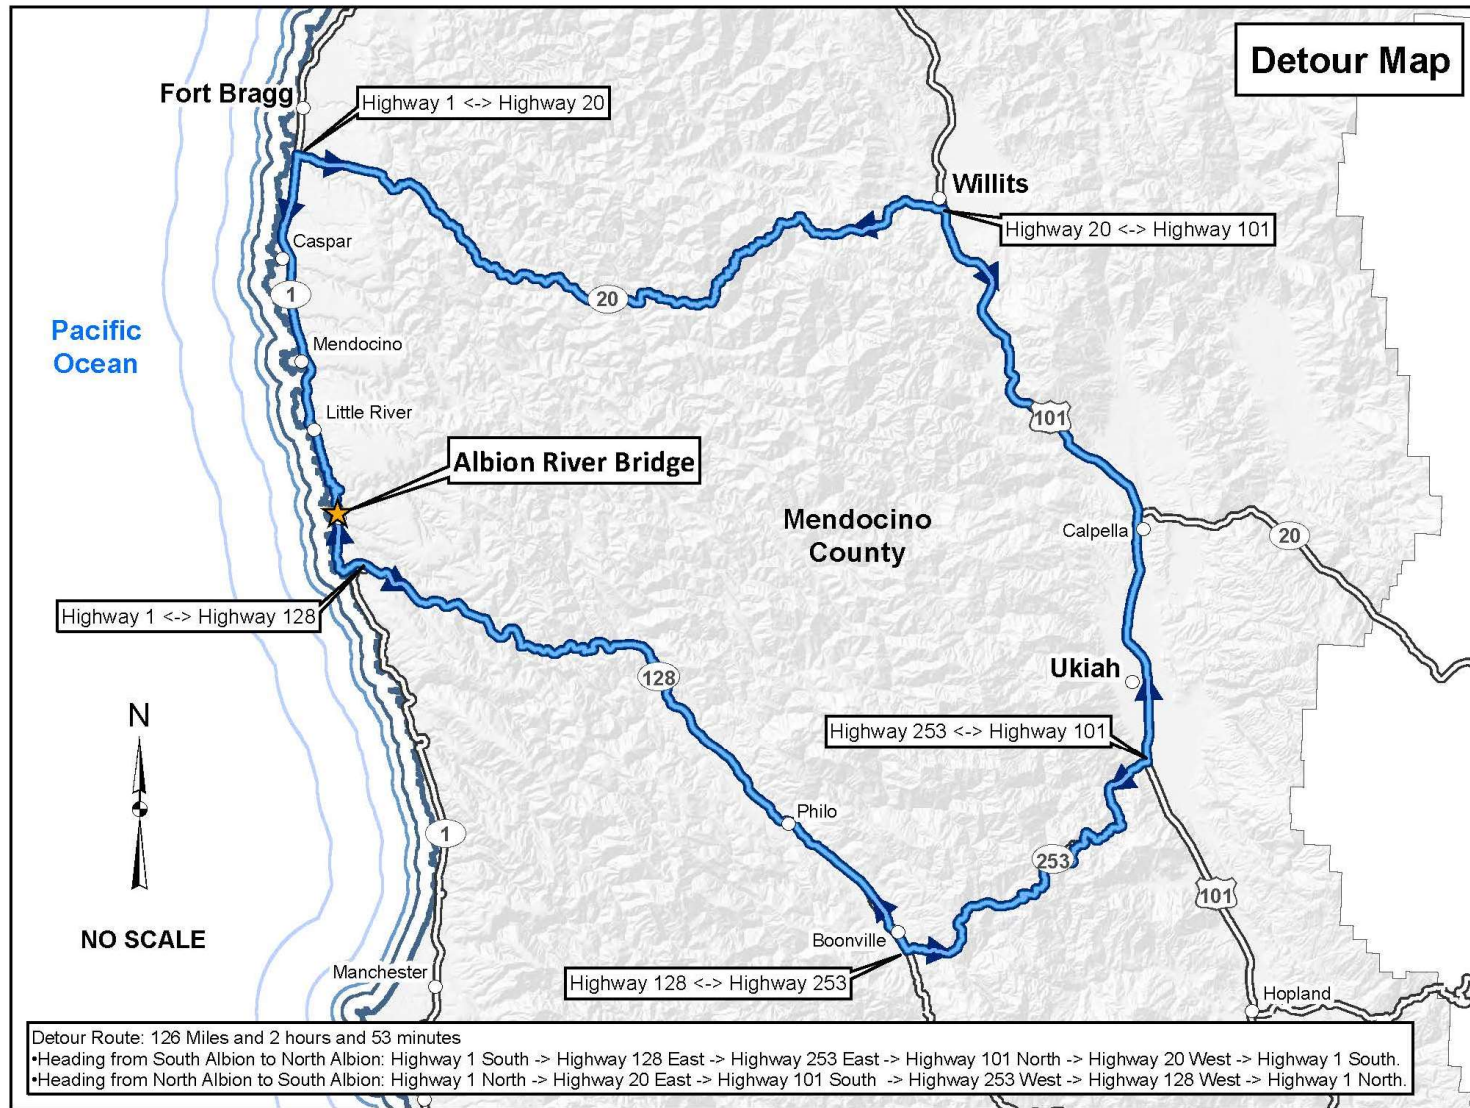 Detour Map
Fort Bragg
Highway 1 <-> Highway 20
Willits
Highway 20 <-> Highway 101
Caspar
1
20
Pacific
Ocean
Mendocino
Little River
101
Albion River Bridge
Mendocino
County
Calpella
20
Highway 1 <-> Highway 128
128
Ukiah
N
Highway 253 <-> Highway 101
Philo
1
253
101
NO SCALE
Boonville
Manchester
Highway 128 <-> Highway 253
Hopland
Detour Route: 126 Miles and 2 hours and 53 minutes
•Heading from South Albion to North Albion: Highway 1 South -> Highway 128 East -> Highway 253 East -> Highway 101 North -> Highway 20 West -> Highway 1 South.
•Heading from North Albion to South Albion: Highway 1 North -> Highway 20 East -> Highway 101 South -> Highway 253 West -> Highway 128 West -> Highway 1 North.